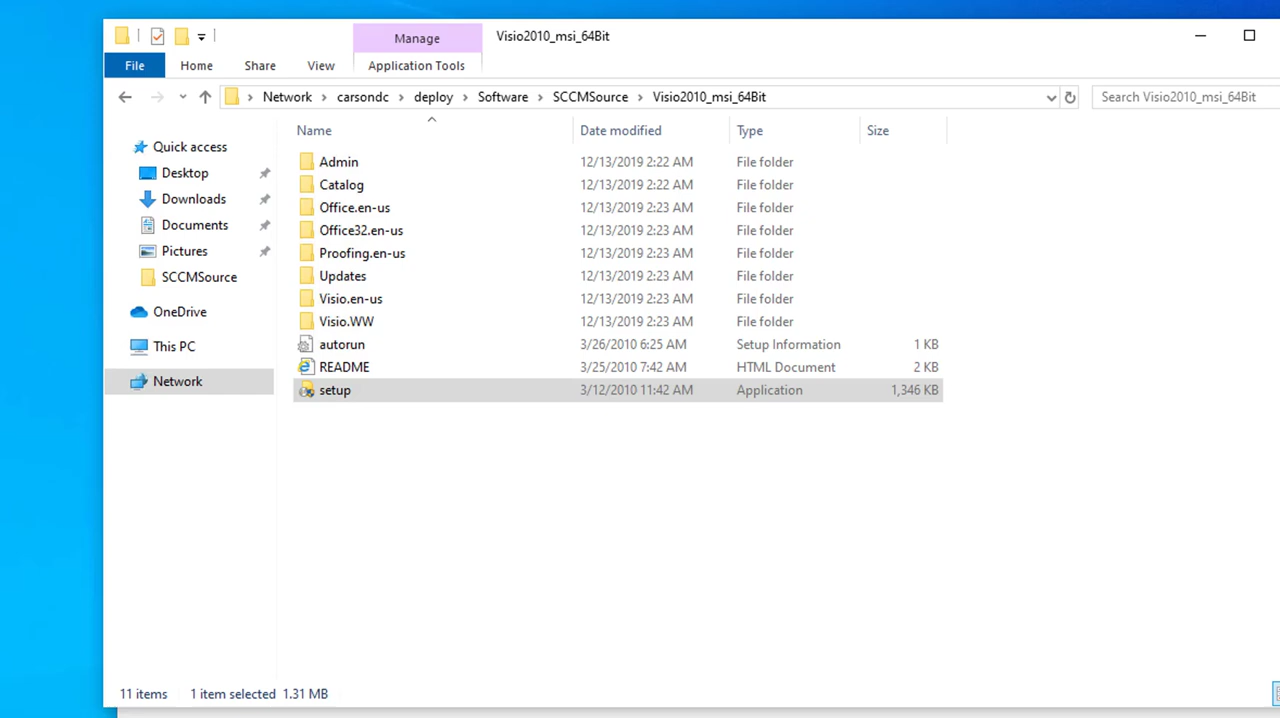 Manage Visio2010_msi_64Bit
File Home Share View Application Tools
Network > carsondc > deploy > Software > SCCMSource > Visio2010_msi_64Bit Search Visio2010_msi_64Bit
Name Date modified Type Size
Quick access
Desktop
Downloads
Documents
Pictures
SCCMSource
OneDrive
This PC
Network
Admin 12/13/2019 2:22 AM File folder
Catalog 12/13/2019 2:22 AM File folder
Office.en-us 12/13/2019 2:23 AM File folder
Office32.en-us 12/13/2019 2:23 AM File folder
Proofing.en-us 12/13/2019 2:23 AM File folder
Updates 12/13/2019 2:23 AM File folder
Visio.en-us 12/13/2019 2:23 AM File folder
Visio.WW 12/13/2019 2:23 AM File folder
autorun 3/26/2010 6:25 AM Setup Information 1 KB
README 3/25/2010 7:42 AM HTML Document 2 KB
setup 3/12/2010 11:42 AM Application 1,346 KB
11 items 1 item selected 1.31 MB